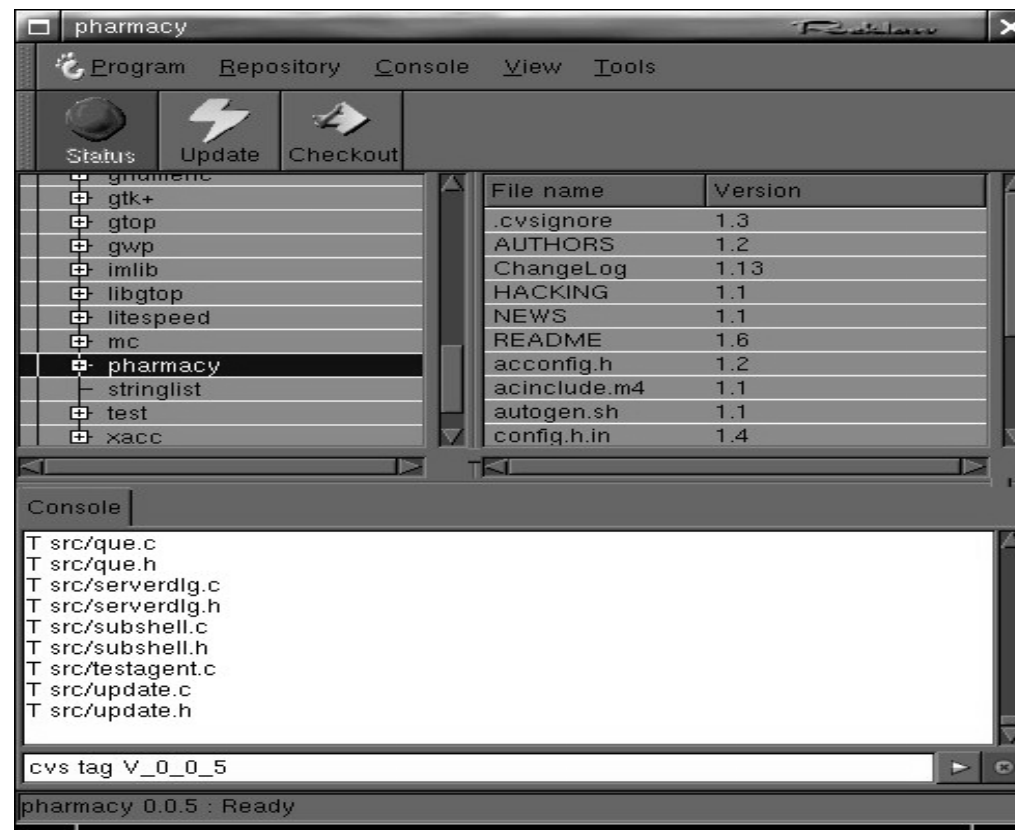 pharmacy
Program Repository Console View Tools
Status Update Checkout
gnumeric
gtk+
gtop
gwp
imlib
libgtop
litespeed
mc
pharmacy
stringlist
test
xacc
File name Version
.cvsignore 1.3
AUTHORS 1.2
ChangeLog 1.13
HACKING 1.1
NEWS 1.1
README 1.6
acconfig.h 1.2
acinclude.m4 1.1
autogen.sh 1.1
config.h.in 1.4
Console
T src/que.c
T src/que.h
T src/serverdlg.c
T src/serverdlg.h
T src/subshell.c
T src/subshell.h
T src/testagent.c
T src/update.c
T src/update.h
cvs tag V_0_0_5
pharmacy 0.0.5 : Ready